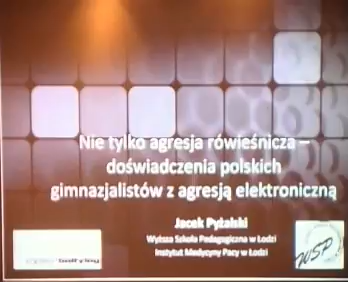 Nie tylko agresja rówieśnicza –
doświadczenia polskich
gimnazjalistów z agresją elektroniczną
Jacek Pyżalski
Wyższa Szkoła Pedagogiczna w Łodzi
Instytut Medycyny Pracy w Łodzi
WSP